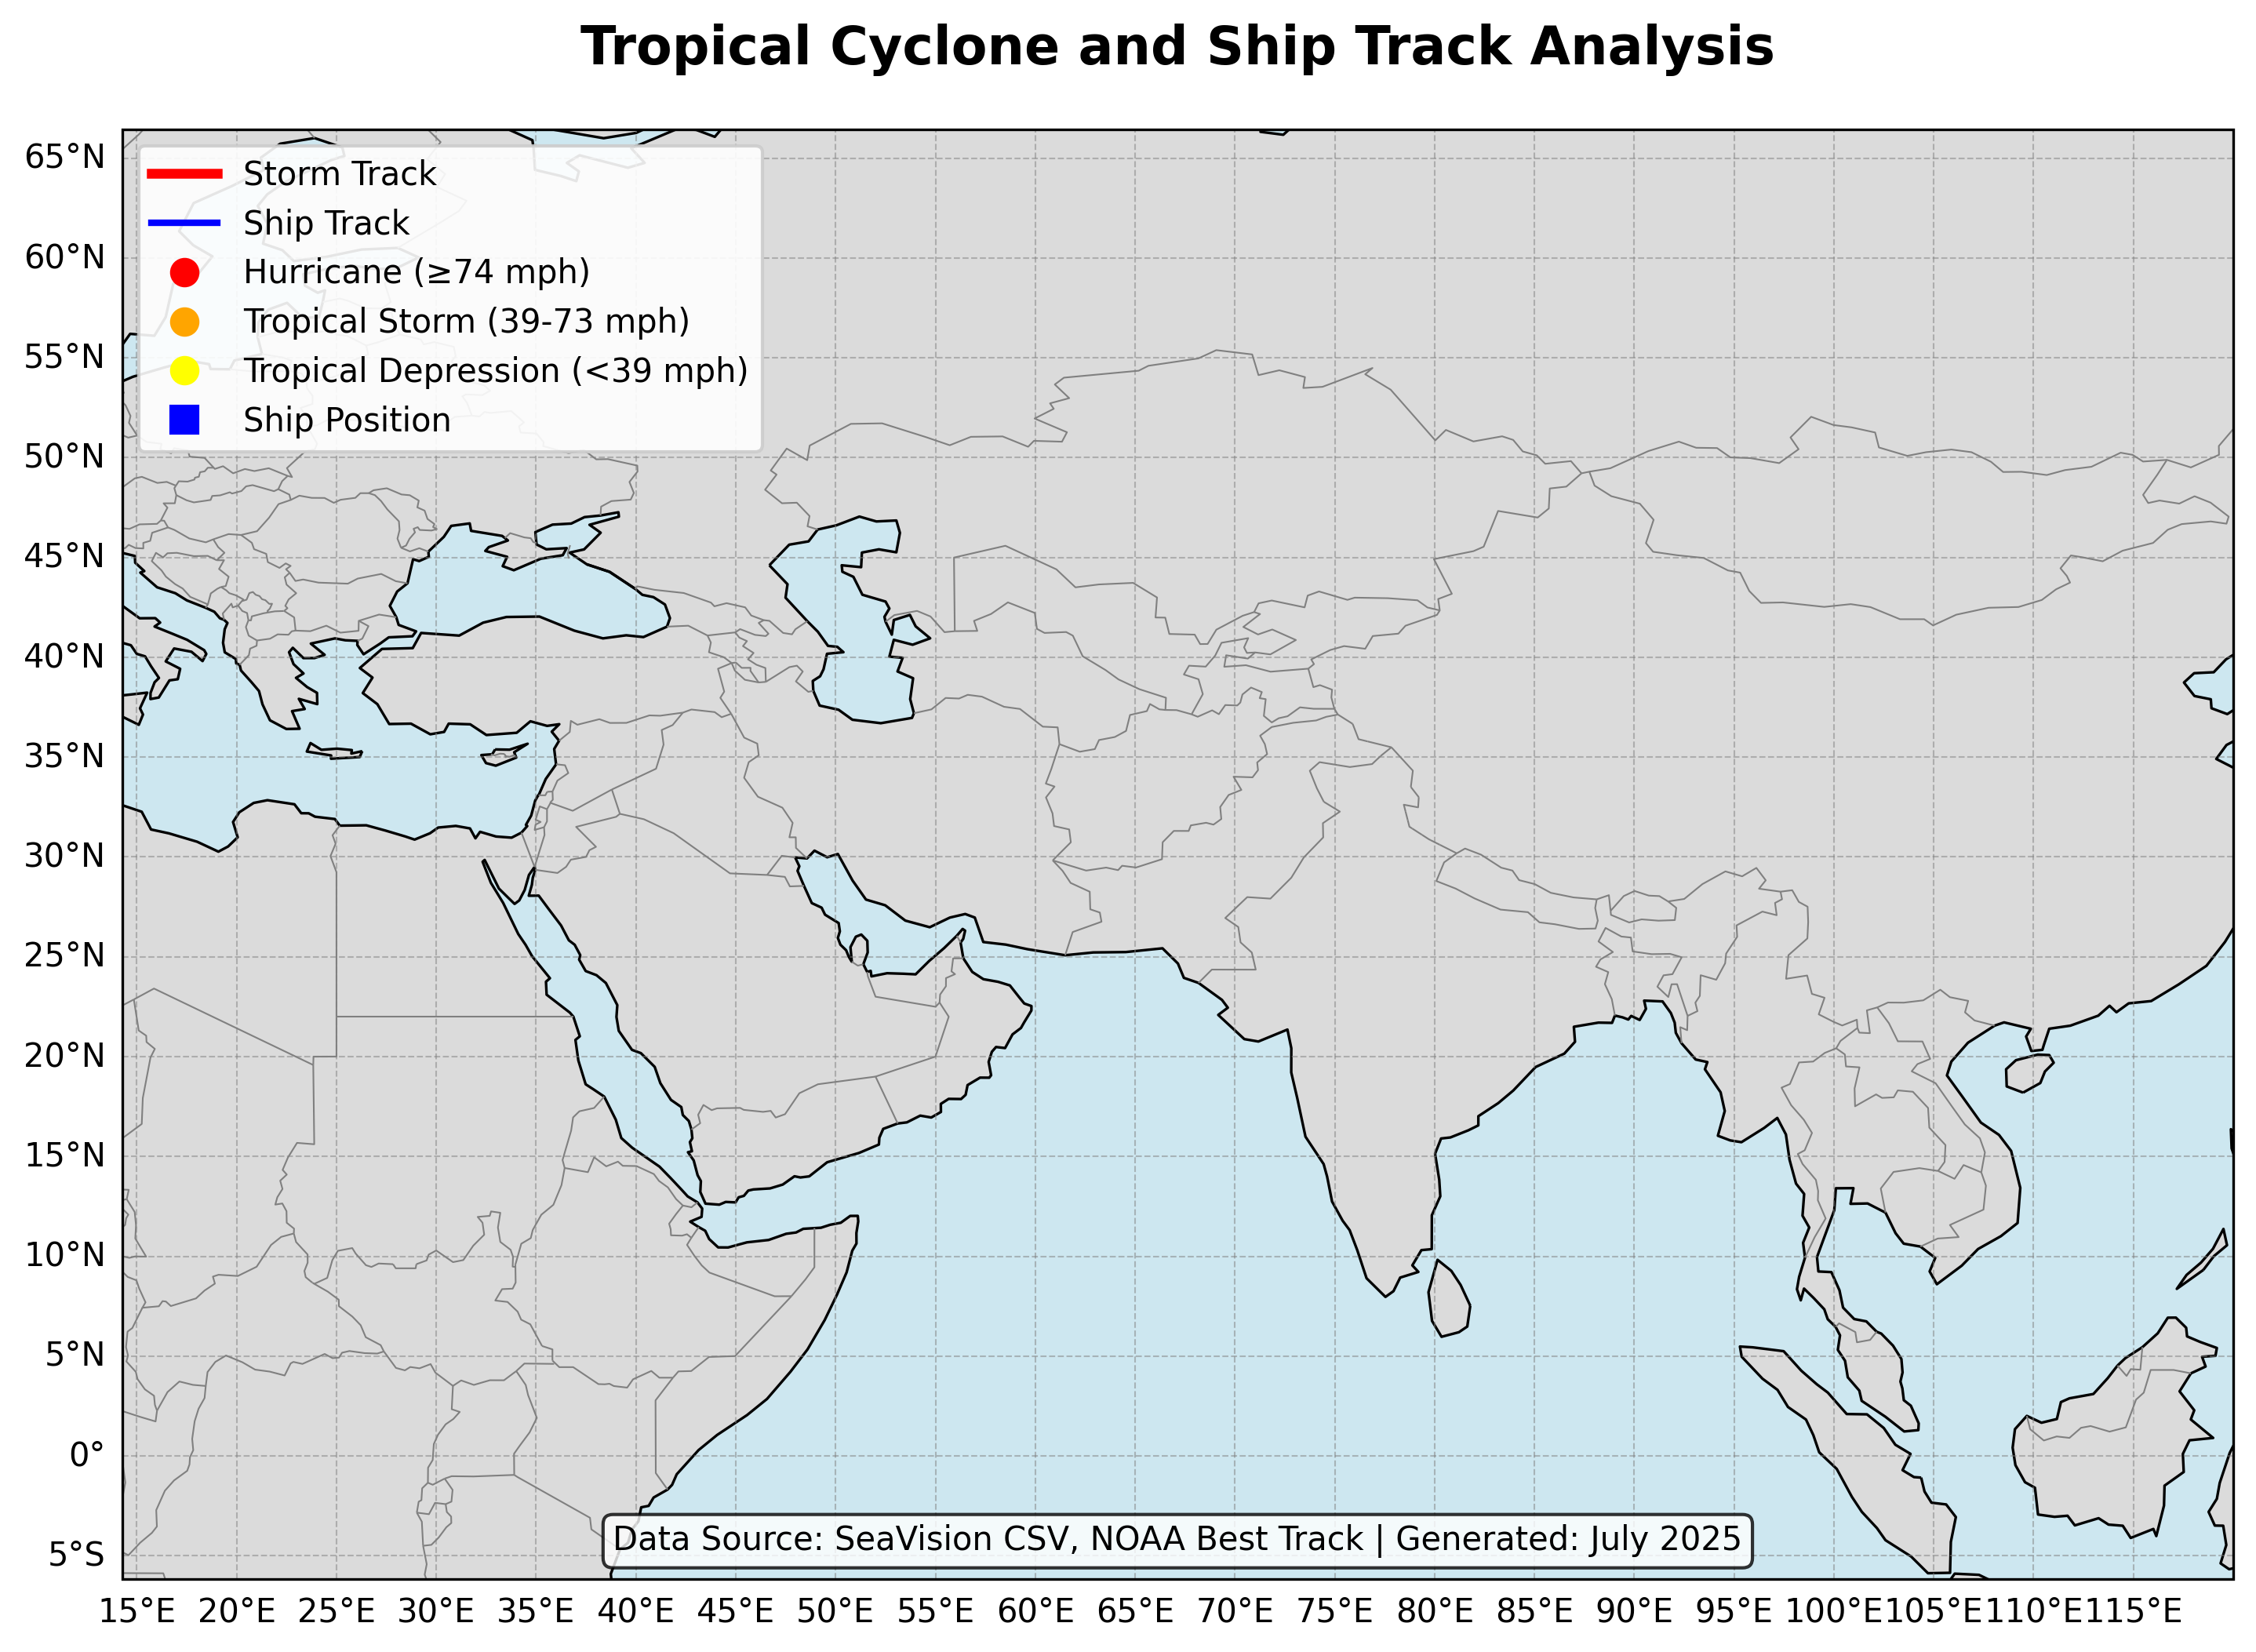 Tropical Cyclone and Ship Track Analysis
Storm Track
Ship Track
Hurricane (≥74 mph)
Tropical Storm (39-73 mph)
Tropical Depression (<39 mph)
Ship Position
65°N
60°N
55°N
50°N
45°N
40°N
35°N
30°N
25°N
20°N
15°N
10°N
5°N
0°
5°S
Data Source: SeaVision CSV, NOAA Best Track | Generated: July 2025
15°E 20°E 25°E 30°E 35°E 40°E 45°E 50°E 55°E 60°E 65°E 70°E 75°E 80°E 85°E 90°E 95°E 100°E 105°E 110°E 115°E